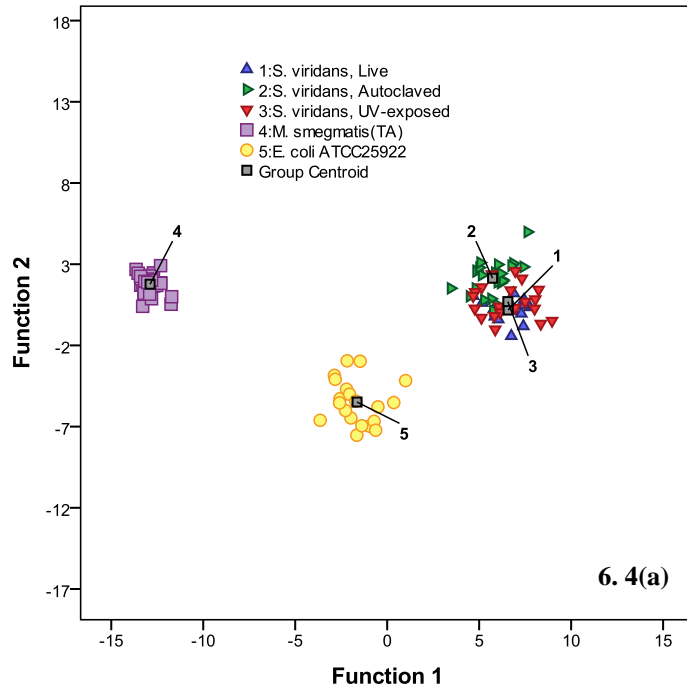 18
13
8
3
-2
-7
-12
-17
Function 2
1:S. viridans, Live
2:S. viridans, Autoclaved
3:S. viridans, UV-exposed
4:M. smegmatis(TA)
5:E. coli ATCC25922
Group Centroid
4
2
1
3
5
6. 4(a)
-15 -10 -5 0 5 10 15
Function 1